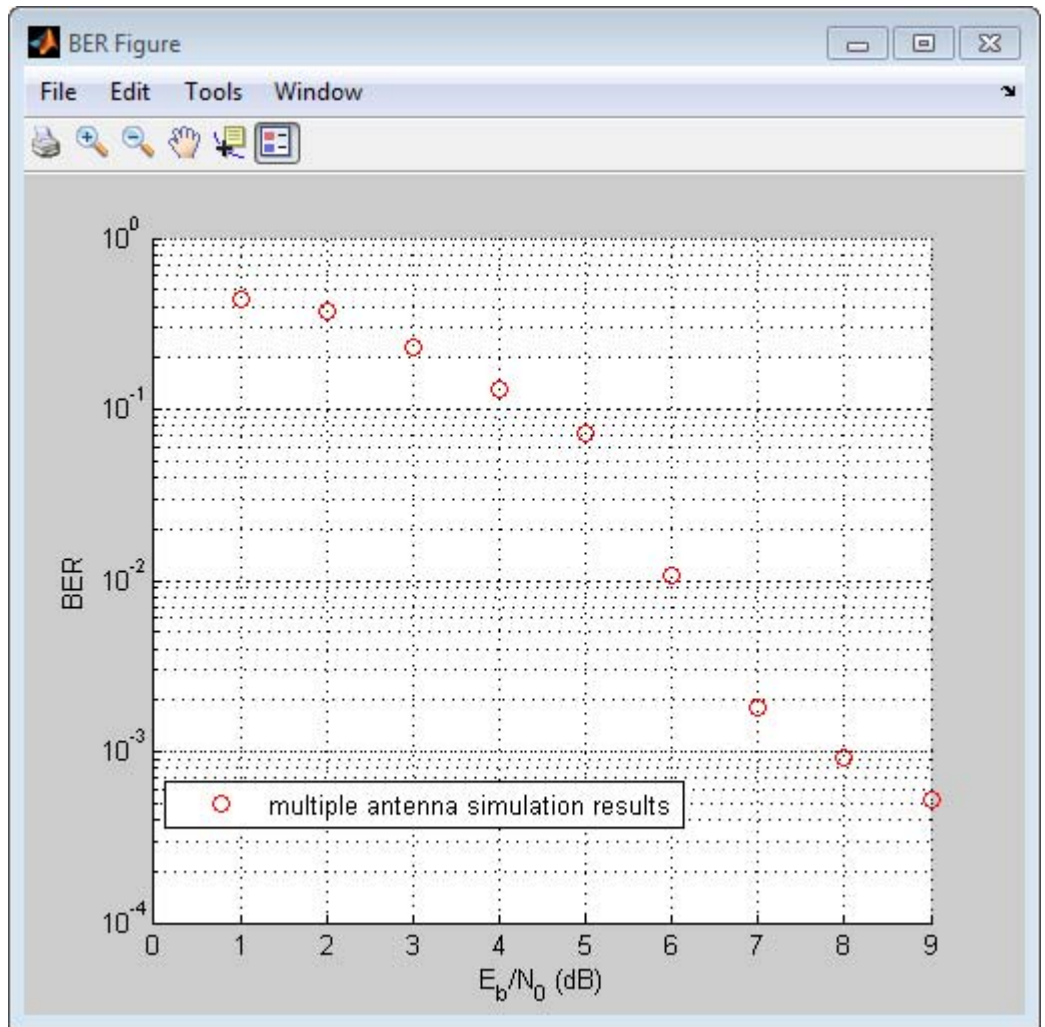 BER Figure
File Edit Tools Window
10^0
10^-1
10^-2
10^-3
10^-4
BER
multiple antenna simulation results
0 1 2 3 4 5 6 7 8 9
E_b/N_0 (dB)